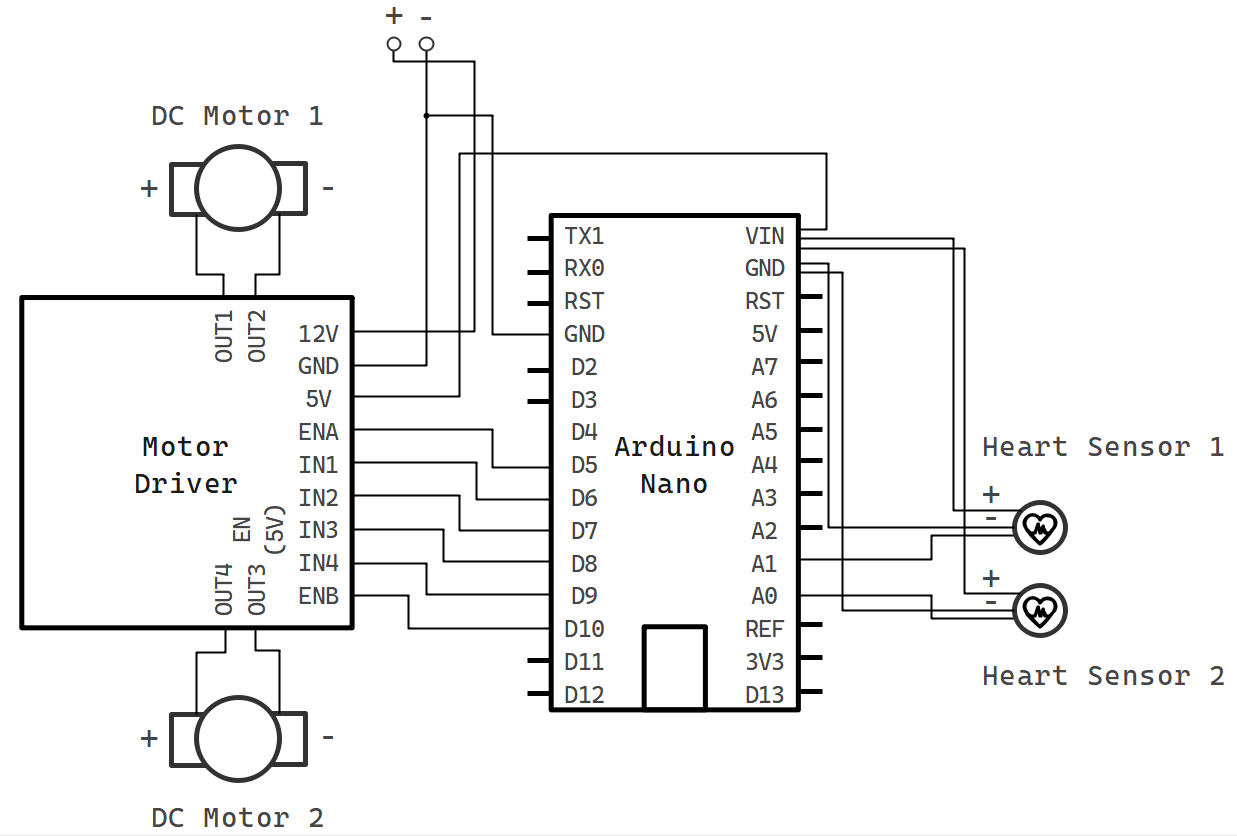 + -
DC Motor 1
+ -
OUT1
OUT2
12V
GND
5V
ENA
IN1
IN2
IN3
IN4
ENB
Motor
Driver
EN
(5V)
OUT4
OUT3
+ -
DC Motor 2
TX1
RX0
RST
GND
D2
D3
D4
D5
D6
D7
D8
D9
D10
D11
D12
Arduino
Nano
VIN
GND
RST
5V
A7
A6
A5
A4
A3
A2
A1
A0
REF
3V3
D13
Heart Sensor 1
+
-
+
-
Heart Sensor 2